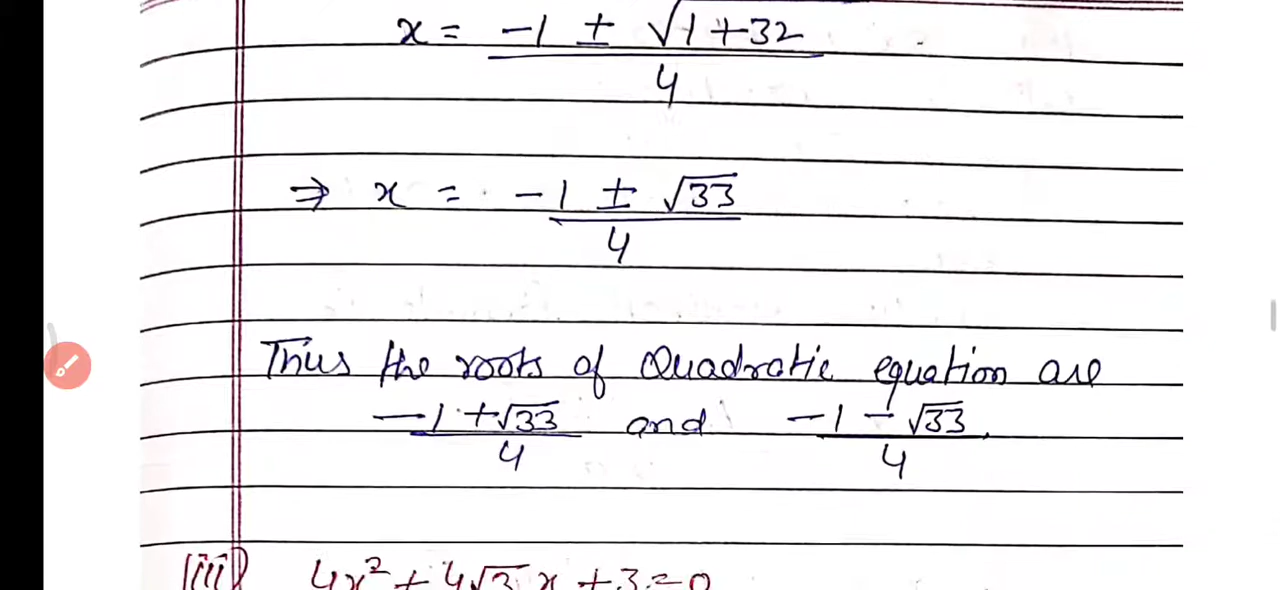 x = -1 ± √1+32
4
⇒ x = -1 ± √33
4
Thus the roots of Quadratic equation are
-1+√33 and -1-√33.
4 4
(iii) 4x² + 4√3x + 3=0